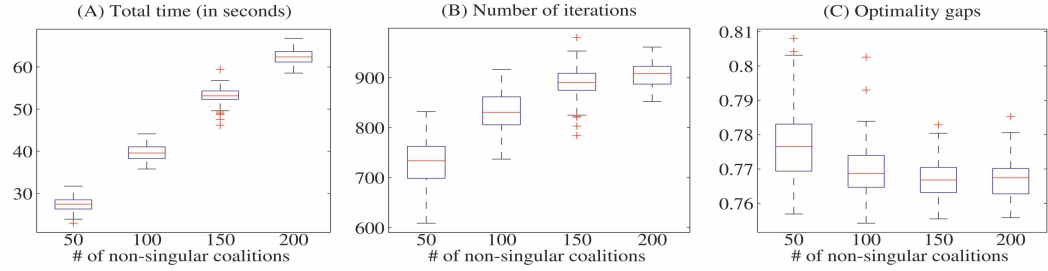 (A) Total time (in seconds)
60
50
40
30
50 100 150 200
# of non-singular coalitions
(B) Number of iterations
900
800
700
600
50 100 150 200
# of non-singular coalitions
(C) Optimality gaps
0.81
0.8
0.79
0.78
0.77
0.76
50 100 150 200
# of non-singular coalitions